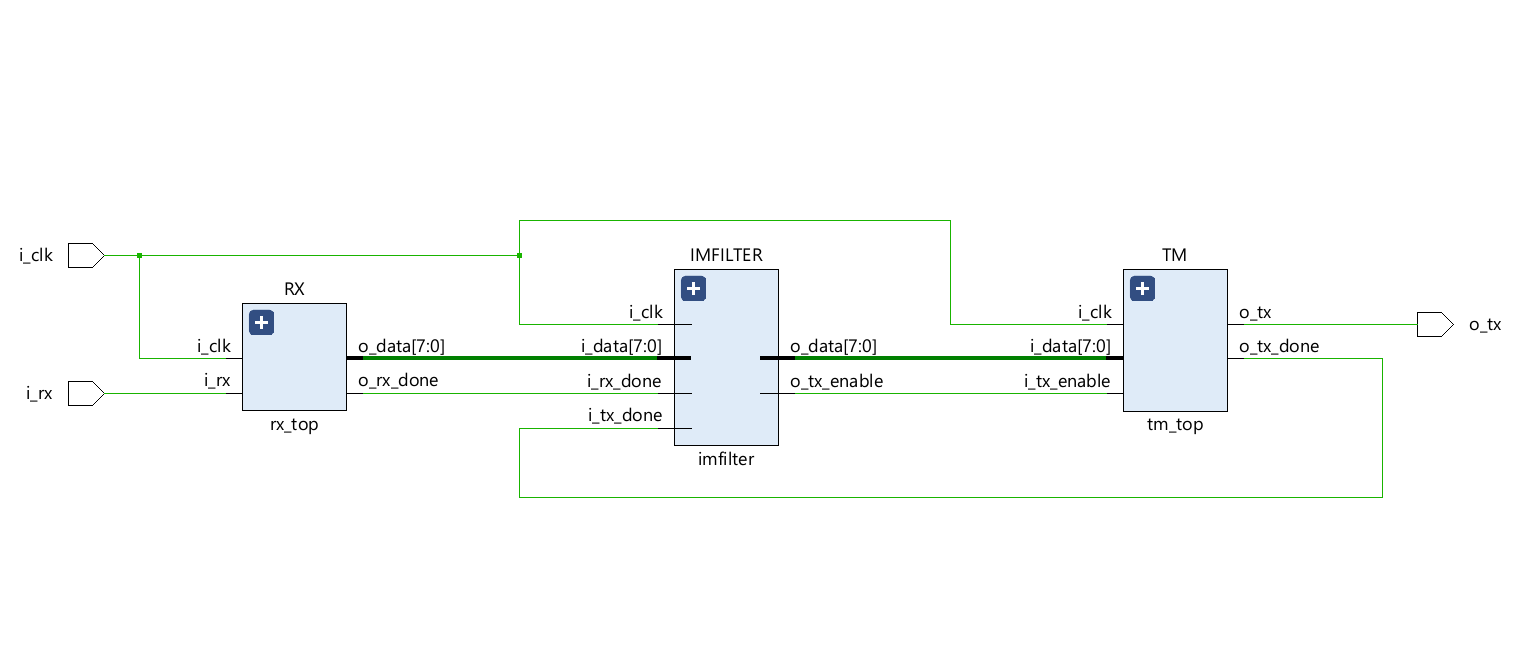 i_clk
i_rx
RX
i_clk
i_rx
o_data[7:0]
o_rx_done
rx_top
IMFILTER
i_clk
i_data[7:0]
i_rx_done
i_tx_done
o_data[7:0]
o_tx_enable
imfilter
TM
i_clk
i_data[7:0]
i_tx_enable
o_tx
o_tx_done
tm_top
o_tx